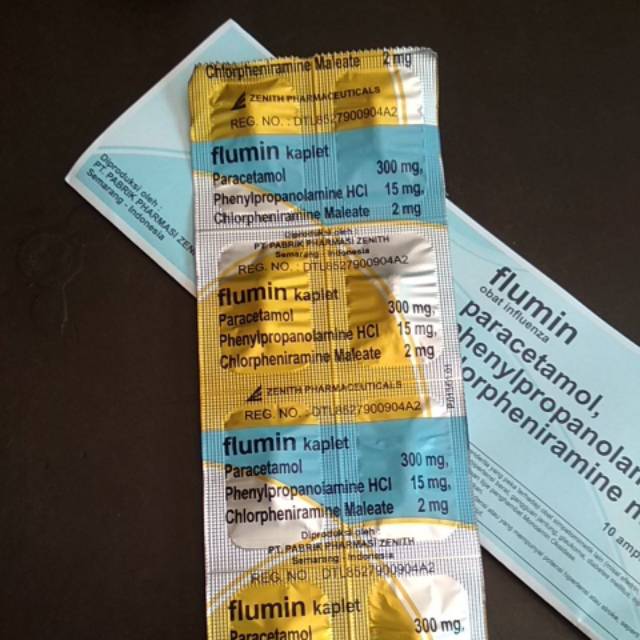 Chlorpheniramine Maleate 2 mg
ZENITH PHARMACEUTICALS
REG. NO. : DTL8527900904A2
flumin kaplet
Paracetamol 300 mg,
Phenylpropanolamine HCl 15 mg,
Chlorpheniramine Maleate 2 mg
Diproduksi oleh :
PT. PABRIK PHARMASI ZENITH
Semarang - Indonesia
REG. NO. : DTL8527900904A2
flumin kaplet
Paracetamol 300 mg,
Phenylpropanolamine HCl 15 mg,
Chlorpheniramine Maleate 2 mg
ZENITH PHARMACEUTICALS
REG. NO. : DTL8527900904A2
flumin kaplet
Paracetamol 300 mg,
Phenylpropanolamine HCl 15 mg,
Chlorpheniramine Maleate 2 mg
Diproduksi oleh :
PT. PABRIK PHARMASI ZENITH
Semarang - Indonesia
REG. NO. : DTL8527900904A2
flumin kaplet
Paracetamol 300 mg,
Diproduksi oleh :
PT. PABRIK PHARMASI ZEN
Semarang - Indonesia
flumin
obat influenza
paracetamol,
henylpropanolam
lorpheniramine m
10 amp